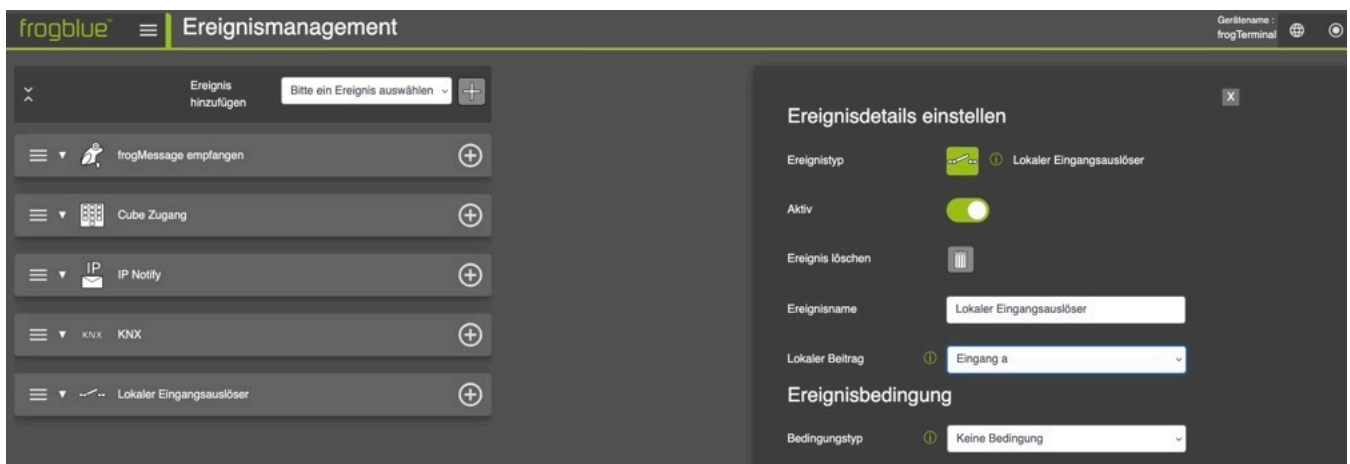 frogblue™
Ereignismanagement
Gerätename :
frogTerminal
Ereignis
hinzufügen
Bitte ein Ereignis auswählen
frogMessage empfangen
Cube Zugang
IP
IP Notify
KNX
KNX
Lokaler Eingangsauslöser
X
Ereignisdetails einstellen
Ereignistyp
Lokaler Eingangsauslöser
Aktiv
Ereignis löschen
Ereignisname
Lokaler Eingangsauslöser
Lokaler Beitrag
Eingang a
Ereignisbedingung
Bedingungstyp
Keine Bedingung